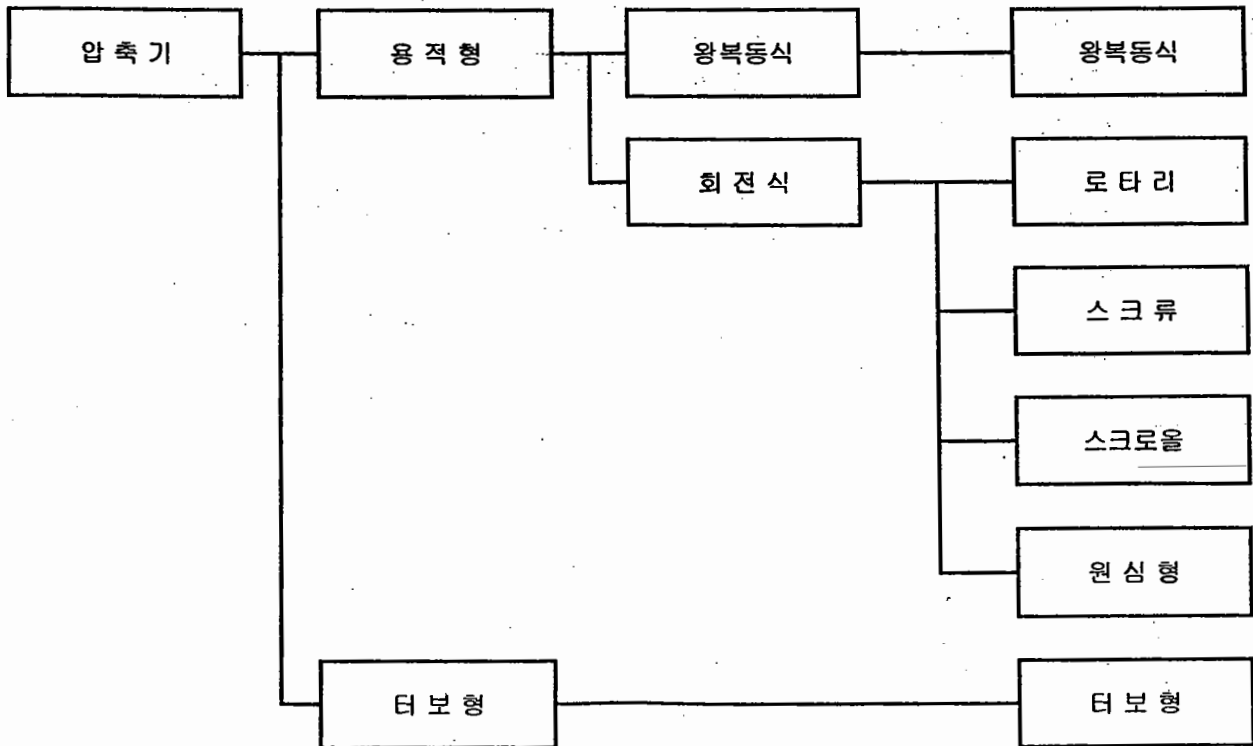 압 축 기
용 적 형
왕복동식
왕복동식
회 전 식
로 타 리
스 크 류
스크로올
원 심 형
터 보 형
터 보 형